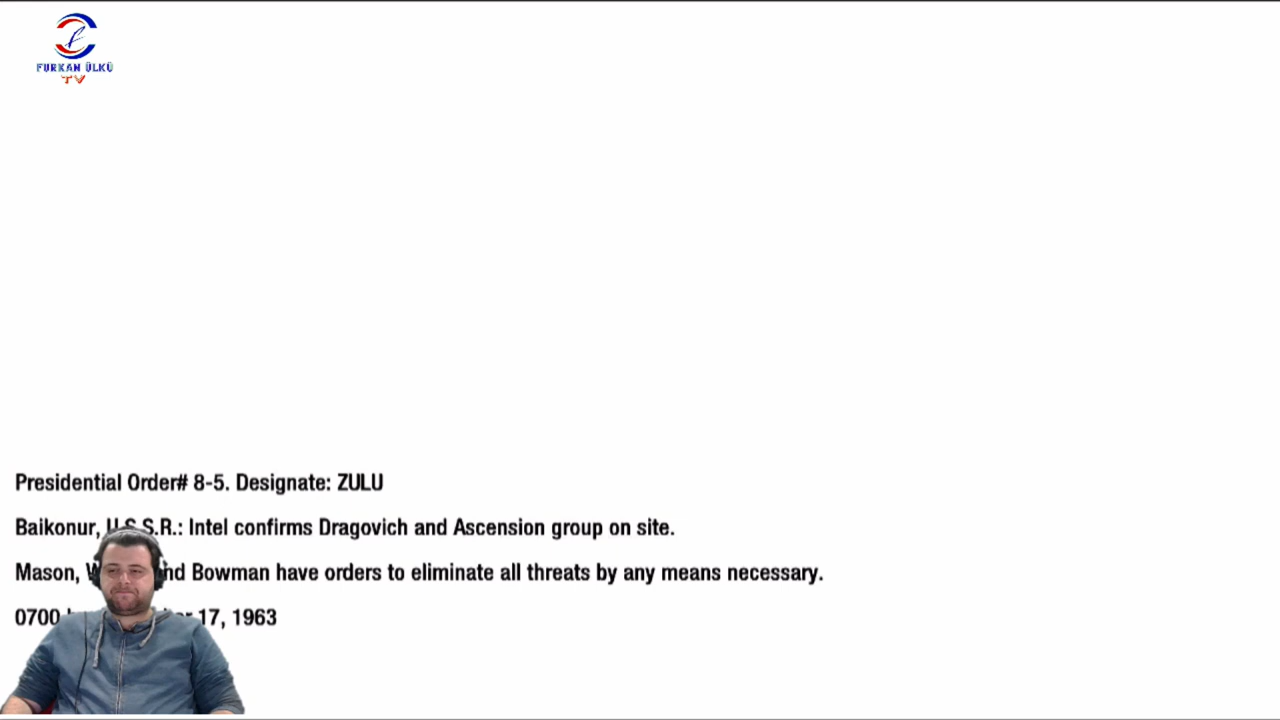 FURKAN ÜLKÜ
TV
Presidential Order# 8-5. Designate: ZULU
Baikonur, U.S.S.R.: Intel confirms Dragovich and Ascension group on site.
Mason, and Bowman have orders to eliminate all threats by any means necessary.
0700 17, 1963